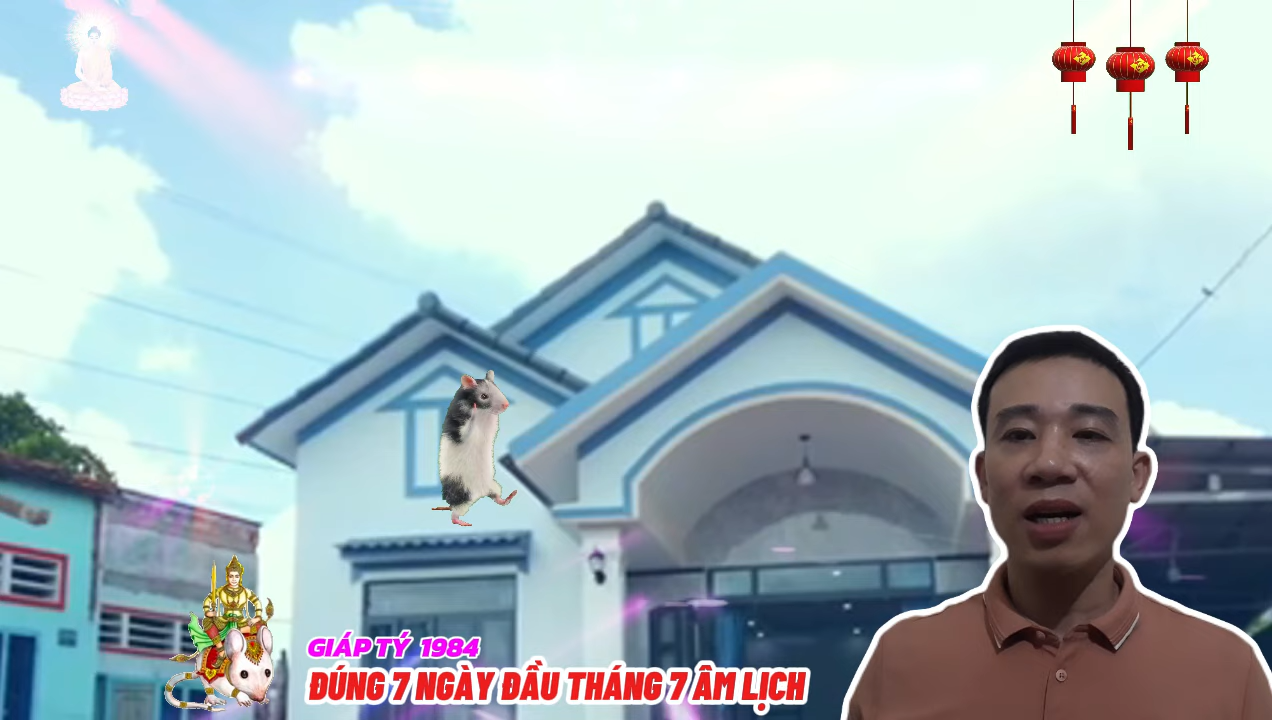 GIÁP TÝ 1984
ĐÚNG 7 NGÀY ĐẦU THÁNG 7 ÂM LỊCH